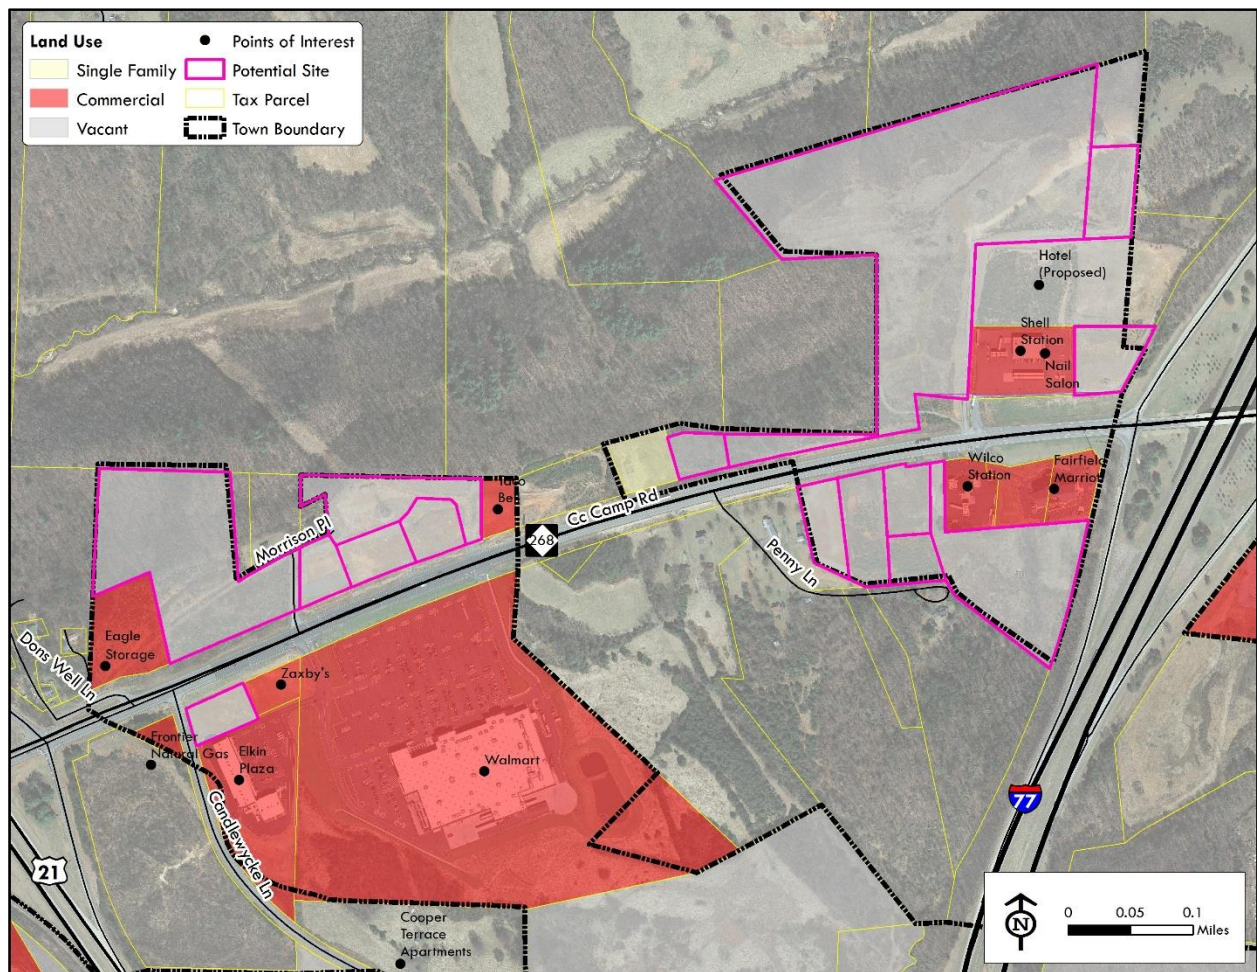 Land Use
Points of Interest
Single Family
Potential Site
Commercial
Tax Parcel
Vacant
Town Boundary
Hotel
(Proposed)
Shell
Station
Nail
Salon
Wilco
Station
Fairfield
Marriot
Taco
Bell
Cc Camp Rd
268
Morrison Pl
Penny Ln
Eagle
Storage
Dons Well Ln
Zaxby's
Frontier
Natural Gas
Elkin
Plaza
Walmart
Candlewycke Ln
77
21
Cooper
Terrace
Apartments
N
0 0.05 0.1
Miles